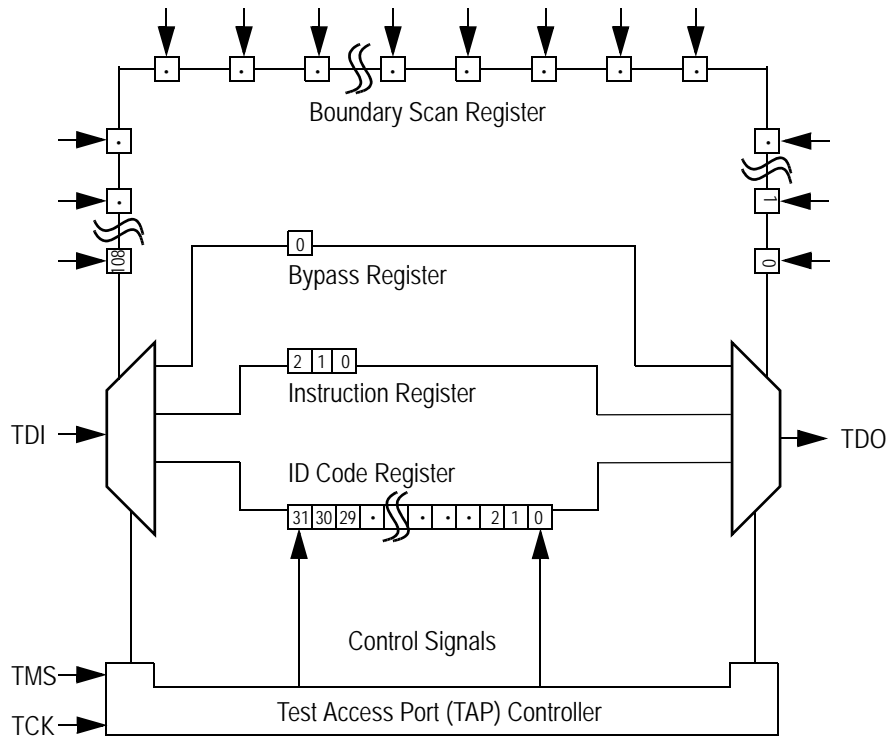 . . . . . . . .
Boundary Scan Register
. .
. 1
108 0
0
Bypass Register
2 1 0
Instruction Register
TDI TDO
ID Code Register
31 30 29 . . . . 2 1 0
Control Signals
TMS
Test Access Port (TAP) Controller
TCK